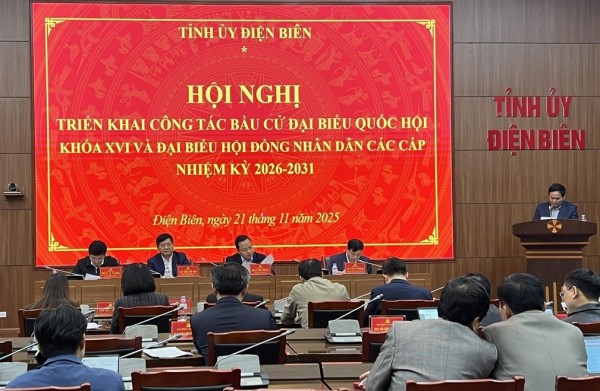 TỈNH ỦY ĐIỆN BIÊN
*
HỘI NGHỊ
TRIỂN KHAI CÔNG TÁC BẦU CỬ ĐẠI BIỂU QUỐC HỘI
KHÓA XVI VÀ ĐẠI BIỂU HỘI ĐỒNG NHÂN DÂN CÁC CẤP
NHIỆM KỲ 2026-2031
Điện Biên, ngày 21 tháng 11 năm 2025
TỈNH ỦY
ĐIỆN BIÊN